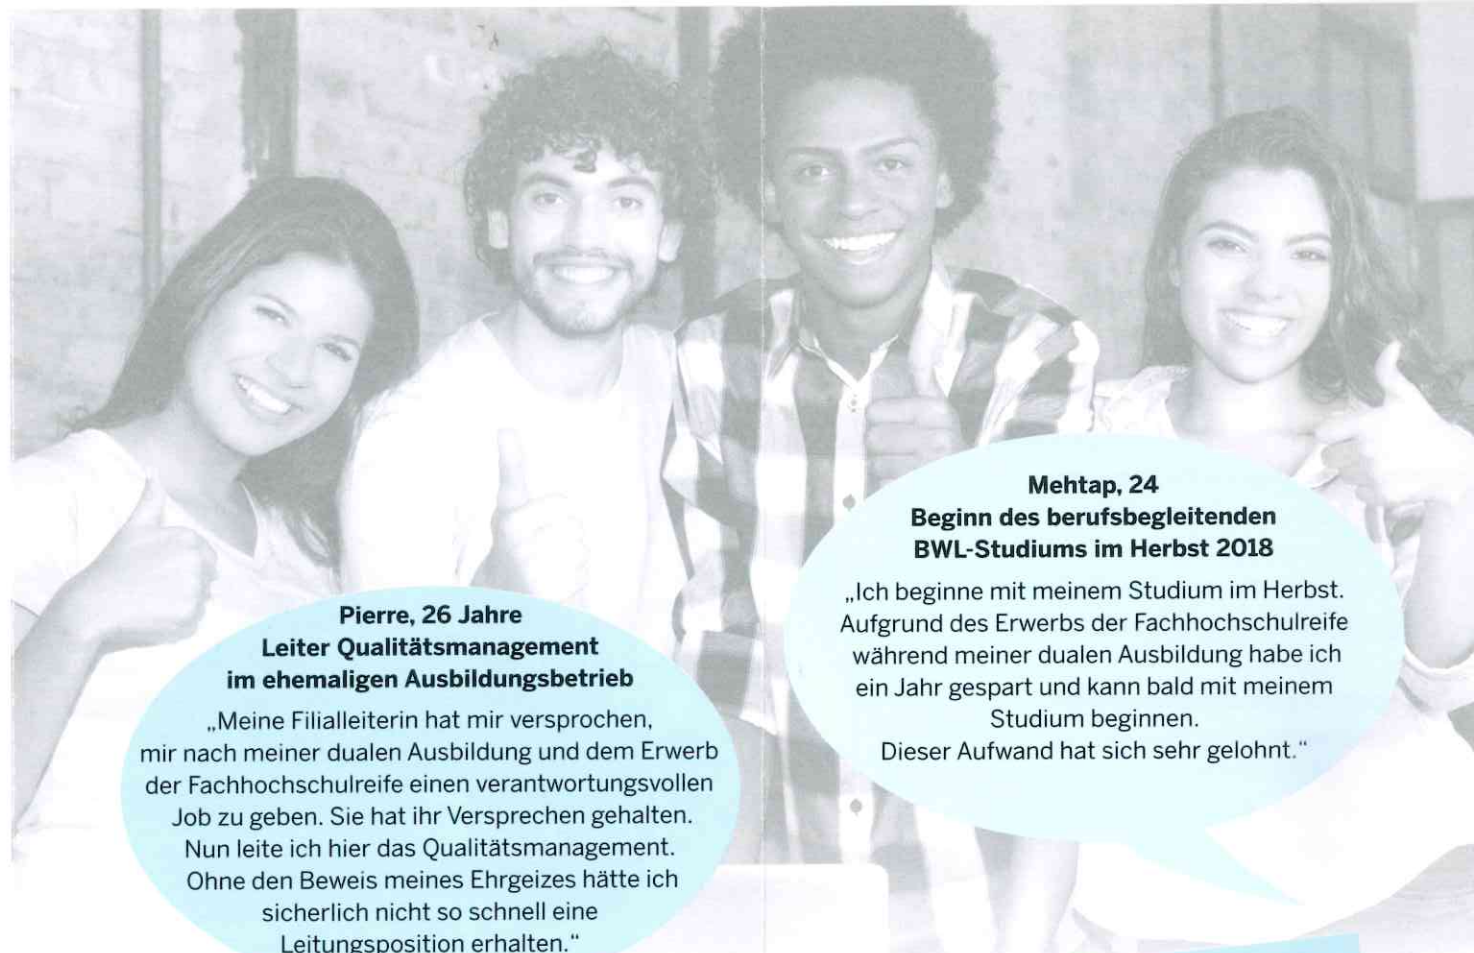 Pierre, 26 Jahre
Leiter Qualitätsmanagement
im ehemaligen Ausbildungsbetrieb
„Meine Filialleiterin hat mir versprochen,
mir nach meiner dualen Ausbildung und dem Erwerb
der Fachhochschulreife einen verantwortungsvollen
Job zu geben. Sie hat ihr Versprechen gehalten.
Nun leite ich hier das Qualitätsmanagement.
Ohne den Beweis meines Ehrgeizes hätte ich
sicherlich nicht so schnell eine
Leitungsposition erhalten.“
Mehtap, 24
Beginn des berufsbegleitenden
BWL-Studiums im Herbst 2018
„Ich beginne mit meinem Studium im Herbst.
Aufgrund des Erwerbs der Fachhochschulreife
während meiner dualen Ausbildung habe ich
ein Jahr gespart und kann bald mit meinem
Studium beginnen.
Dieser Aufwand hat sich sehr gelohnt.“